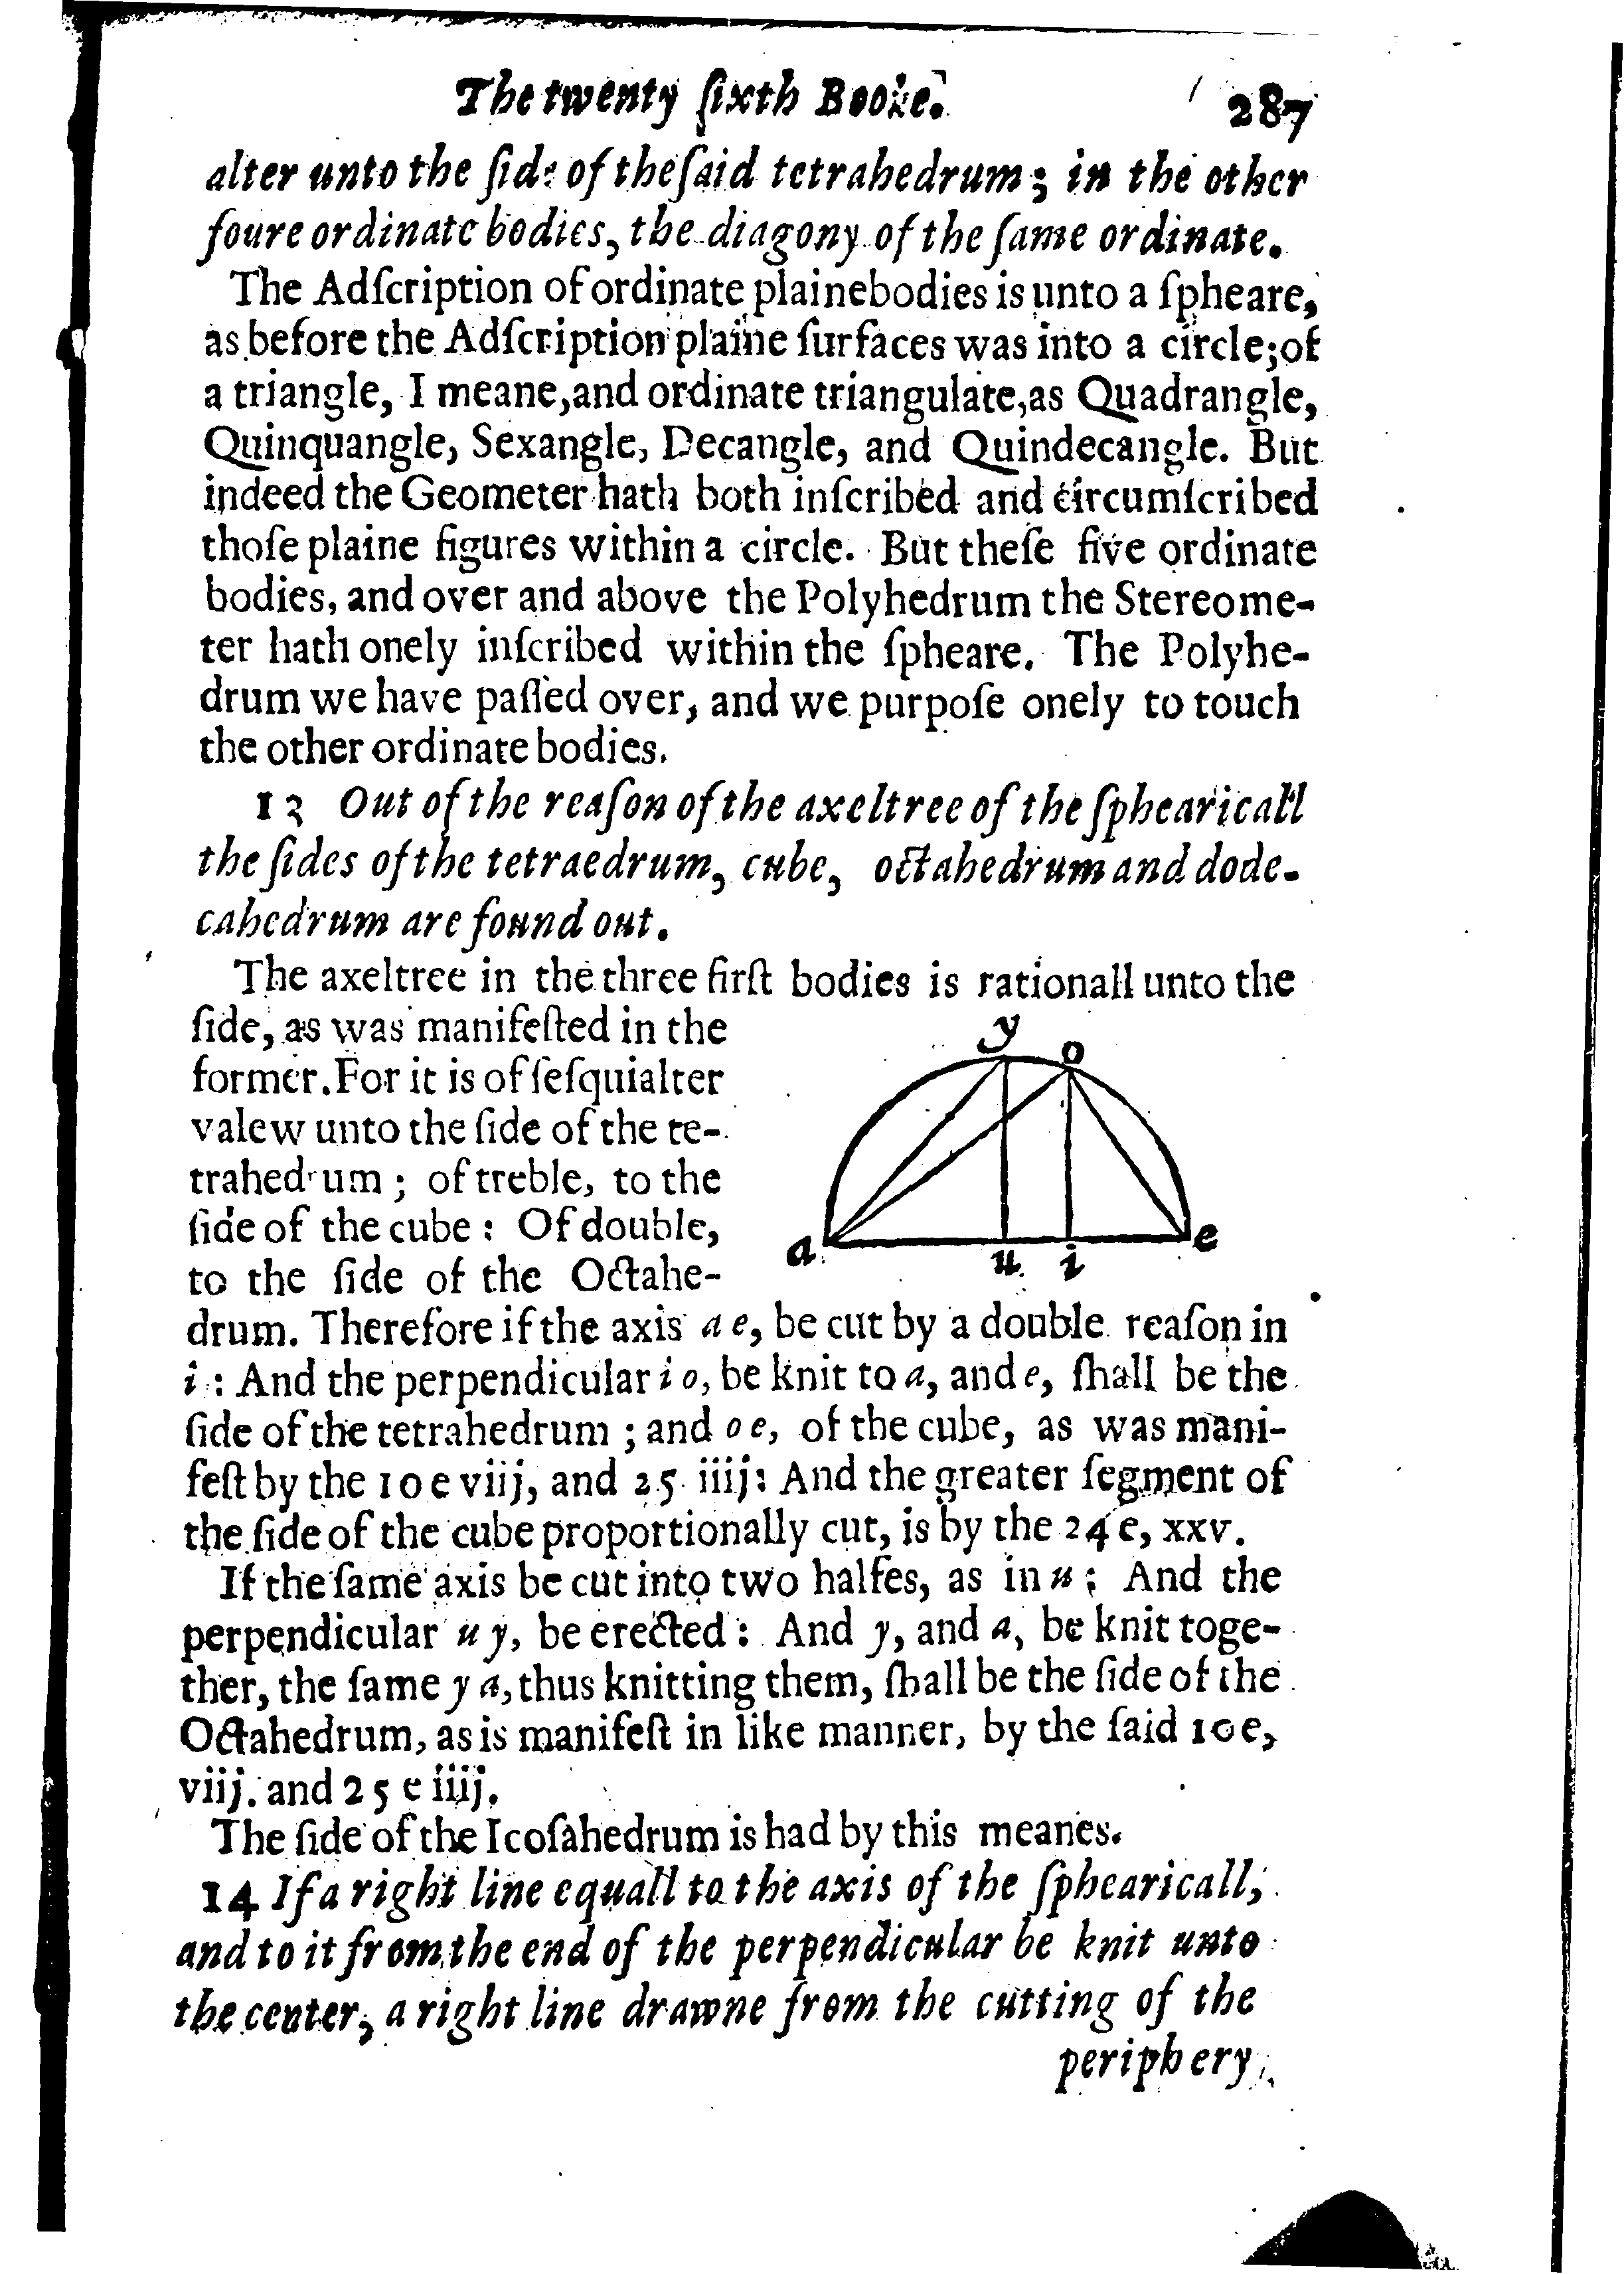 The twenty ſixth Booke. 287
alter unto the ſide of the ſaid tetrahedrum; in the other
foure ordinate bodies, the diagony of the ſame ordinate.
The Adſcription of ordinate plainebodies is unto a ſpheare,
as before the Adſcription plaine ſurfaces was into a circle; of
a triangle, I meane, and ordinate triangulate, as Quadrangle,
Quinquangle, Sexangle, Decangle, and Quindecangle. But
indeed the Geometer hath both inſcribed and circumſcribed
thoſe plaine figures within a circle. But theſe five ordinate
bodies, and over and above the Polyhedrum the Stereome-
ter hath onely inſcribed within the ſpheare. The Polyhe-
drum we have paſſed over, and we purpoſe onely to touch
the other ordinate bodies.
13 Out of the reaſon of the axeltree of the ſphearicall
the ſides of the tetraedrum, cube, octahedrum and dode-
cahedrum are found out.
The axeltree in the three firſt bodies is rationall unto the
ſide, as was manifeſted in the
former. For it is of ſeſquialter
valew unto the ſide of the te-
trahedrum; of treble, to the
ſide of the cube: Of double,
to the ſide of the Octahe-
y o
a u i e
drum. Therefore if the axis a e, be cut by a double reaſon in
i: And the perpendicular i o, be knit to a, and e, ſhall be the
ſide of the tetrahedrum; and o e, of the cube, as was mani-
feſt by the 10 e viij, and 25 iiij: And the greater ſegment of
the ſide of the cube proportionally cut, is by the 24 e, xxv.
If the ſame axis be cut into two halfes, as in u: And the
perpendicular u y, be erected: And y, and a, be knit toge-
ther, the ſame y a, thus knitting them, ſhall be the ſide of the
Octahedrum, as is manifeſt in like manner, by the ſaid 10 e,
viij. and 25 e iiij.
The ſide of the Icoſahedrum is had by this meanes.
14 If a right line equall to the axis of the ſphearicall,
and to it from the end of the perpendicular be knit unto
the center, a right line drawne from the cutting of the
periphery,